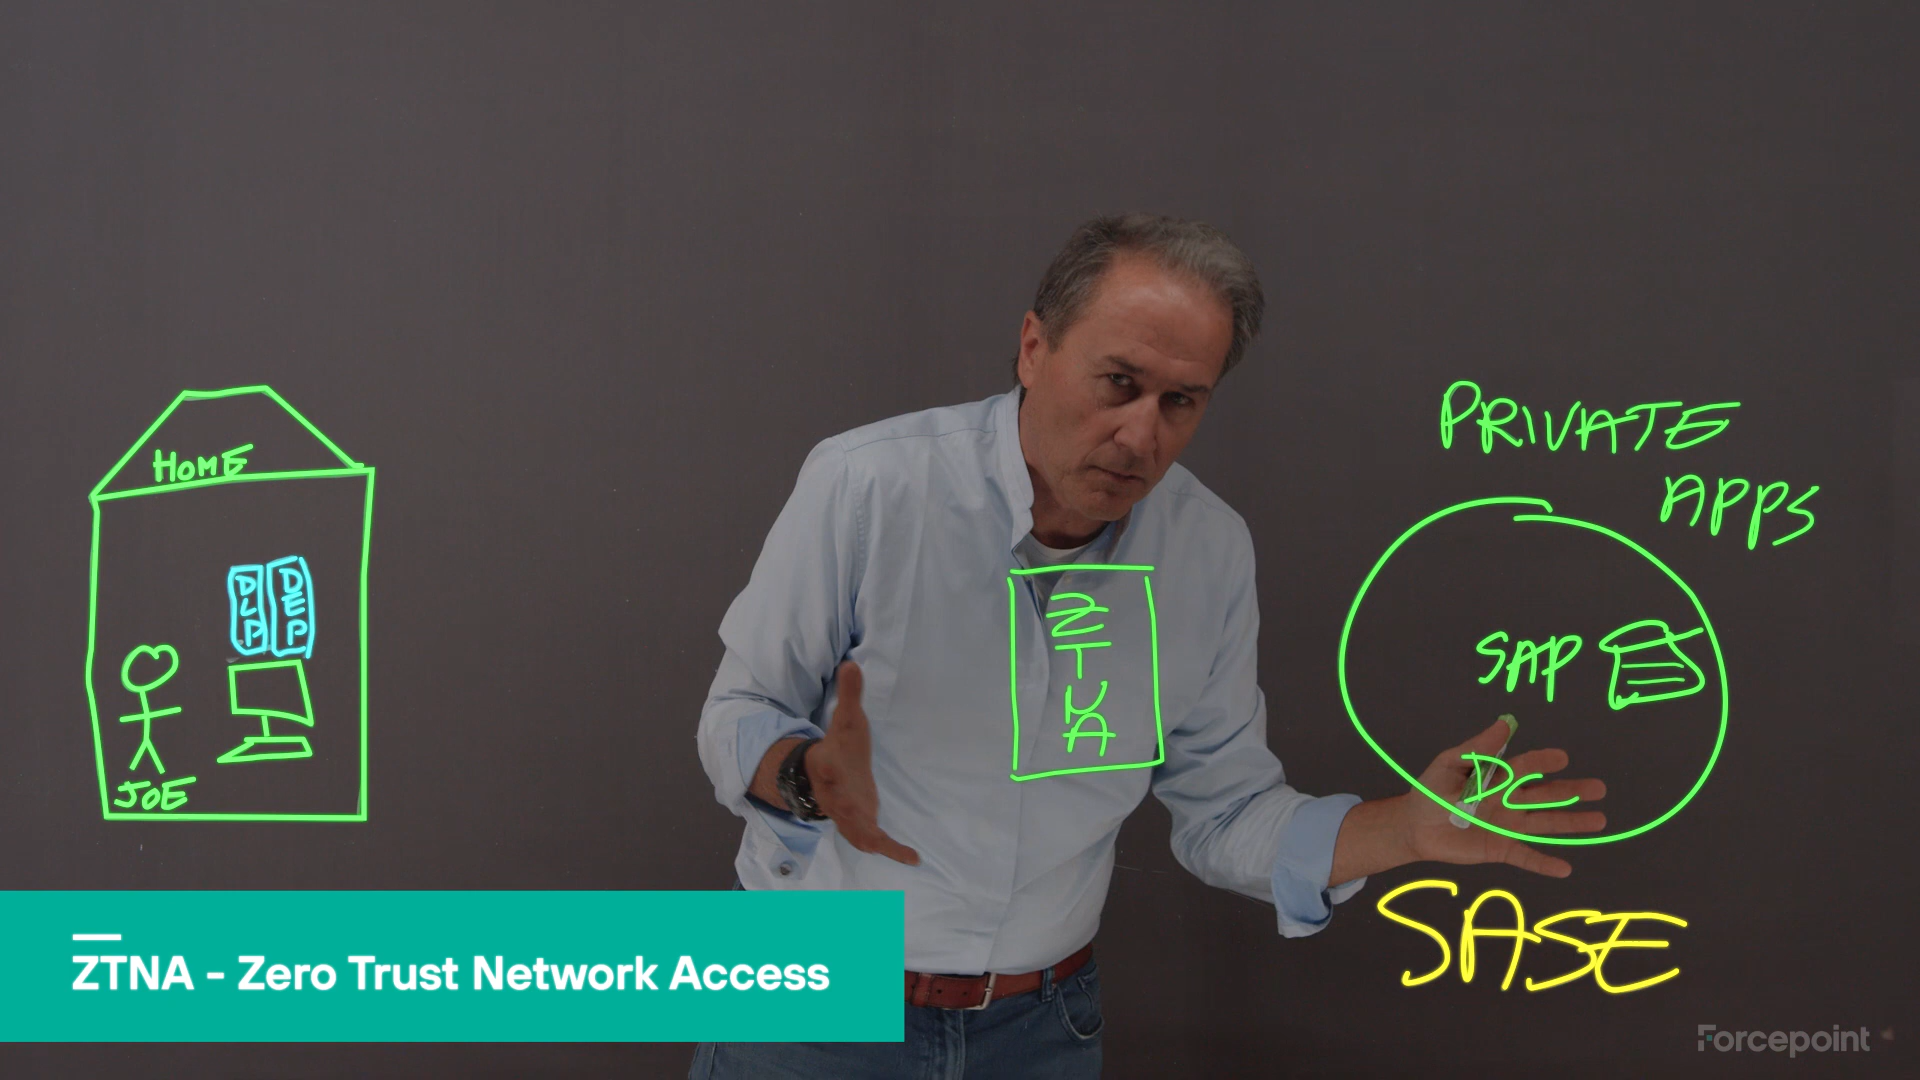 HOME
DLP
DEP
JOE
ZTNA
PRIVATE
APPS
SAP
DC
SASE
ZTNA - Zero Trust Network Access
Forcepoint